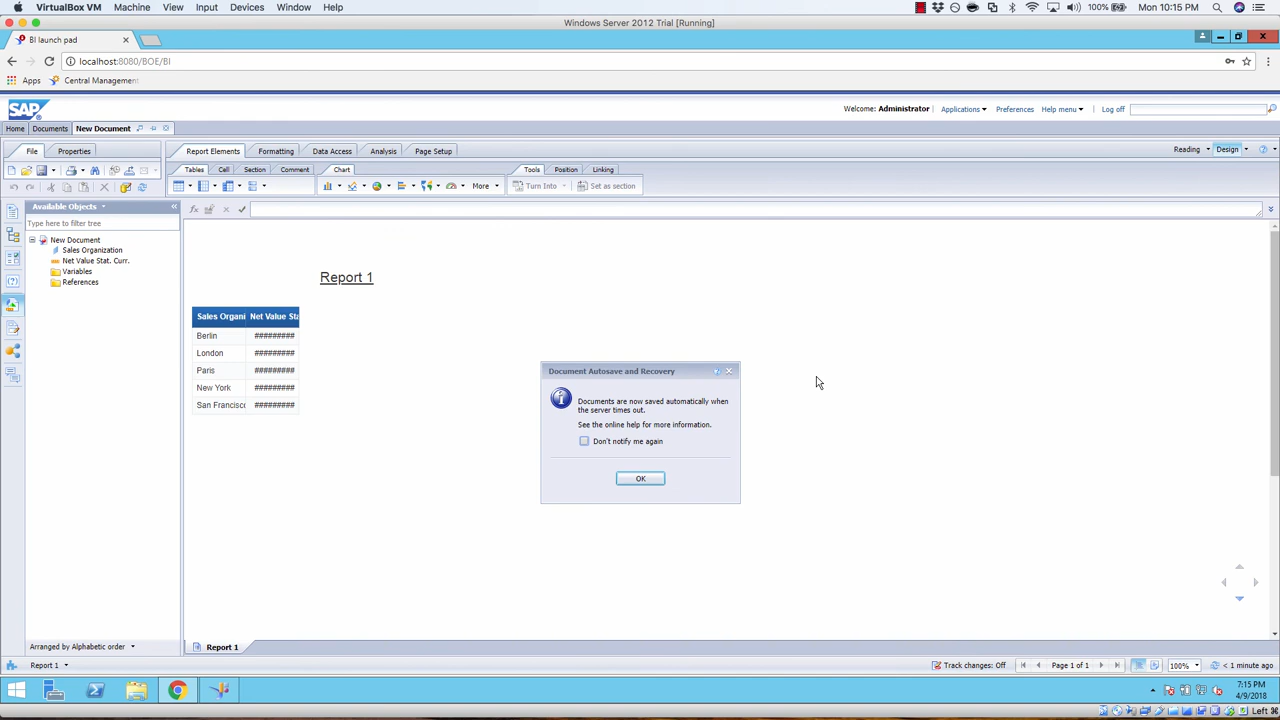 VirtualBox VM Machine View Input Devices Window Help 100% Mon 10:15 PM
Windows Server 2012 Trial [Running]
BI launch pad
localhost:8080/BOE/BI
Apps Central Management
SAP Welcome: Administrator Applications Preferences Help menu Log off
Home Documents New Document
File Properties Report Elements Formatting Data Access Analysis Page Setup Reading Design
Tables Cell Section Comment Chart Tools Position Linking
More Turn Into Set as section
Available Objects
Type here to filter tree
New Document
Sales Organization
Net Value Stat. Curr.
Variables
References
Report 1
Sales Organi Net Value Sta
Berlin #########
London #########
Paris #########
New York #########
San Francisco #########
Document Autosave and Recovery
Documents are now saved automatically when
the server times out.
See the online help for more information.
Don't notify me again
OK
Arranged by Alphabetic order Report 1
Report 1 Track changes: Off Page 1 of 1 100% < 1 minute ago
7:15 PM
4/9/2018
Left ⌘